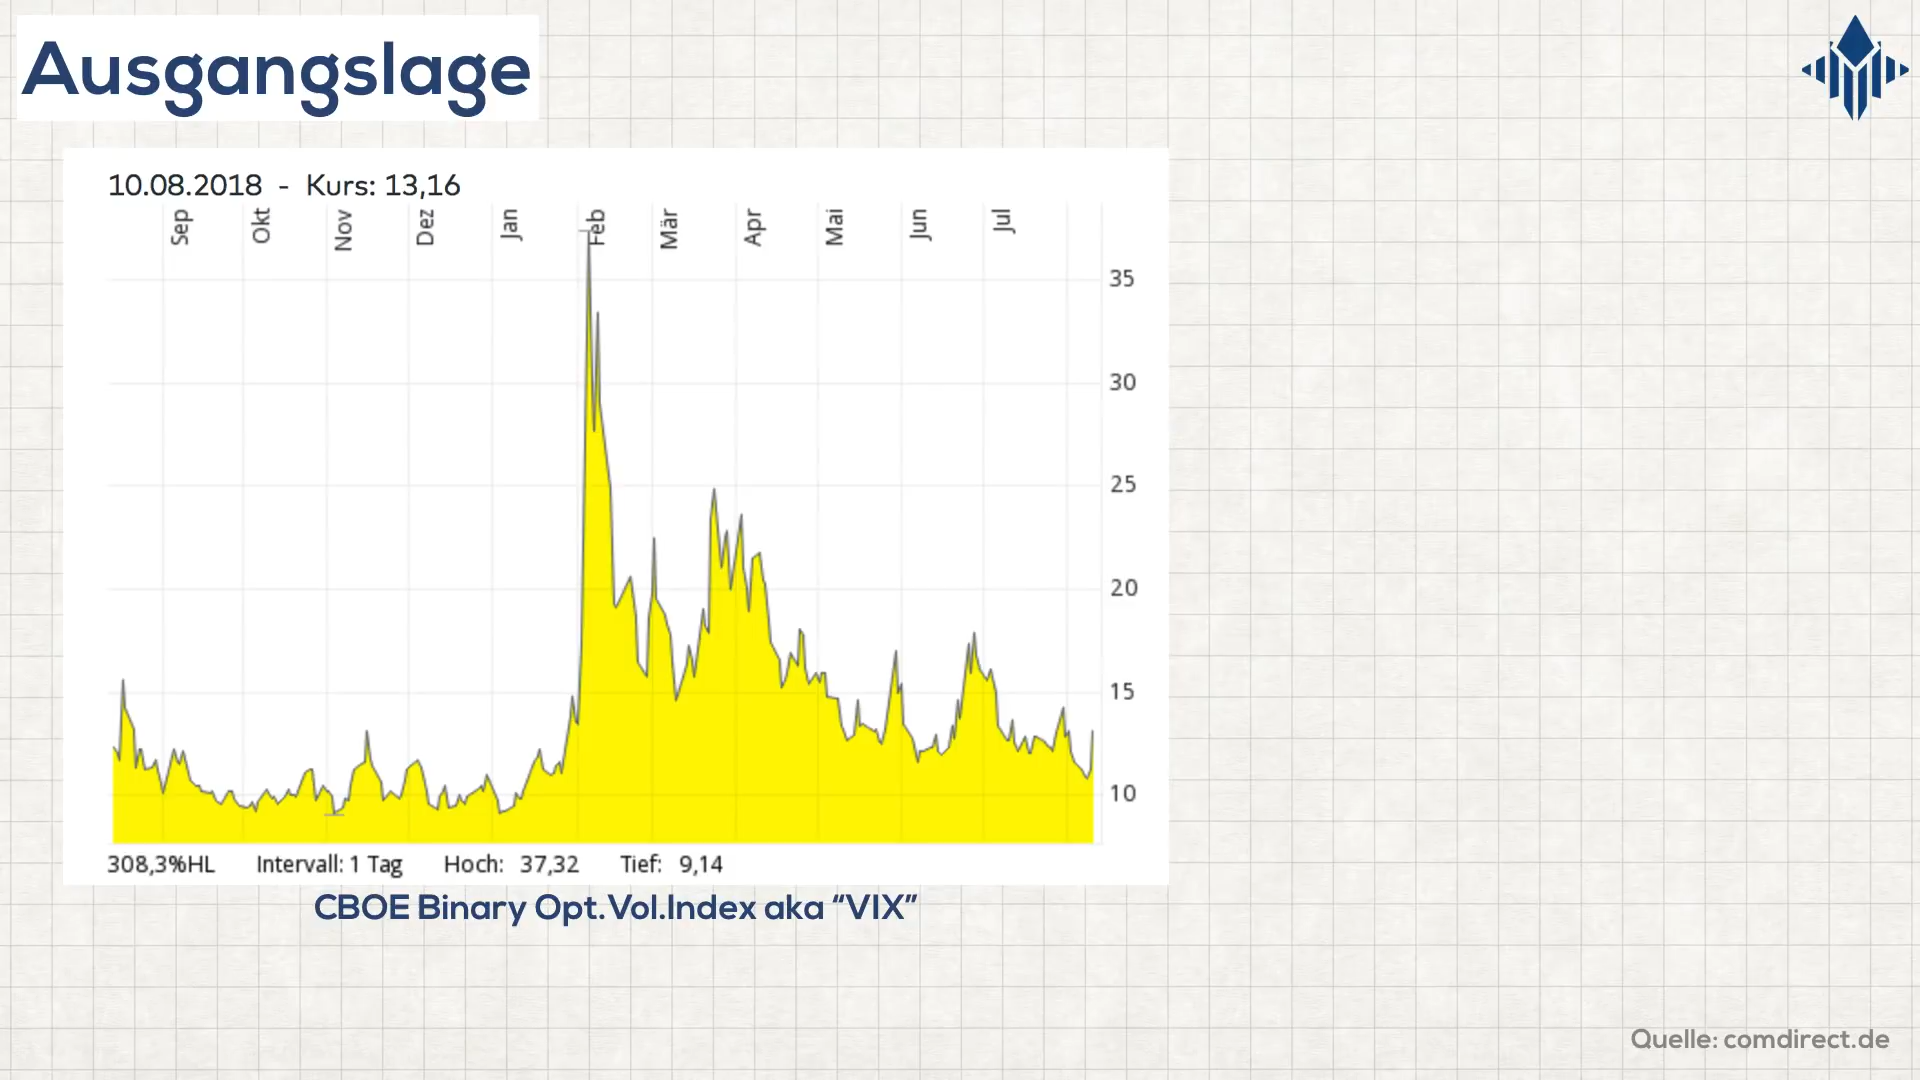 Ausgangslage
10.08.2018 - Kurs: 13,16
Sep Okt Nov Dez Jan Feb Mär Apr Mai Jun Jul
35
30
25
20
15
10
308,3%HL Intervall: 1 Tag Hoch: 37,32 Tief: 9,14
CBOE Binary Opt.Vol.Index aka “VIX”
Quelle: comdirect.de